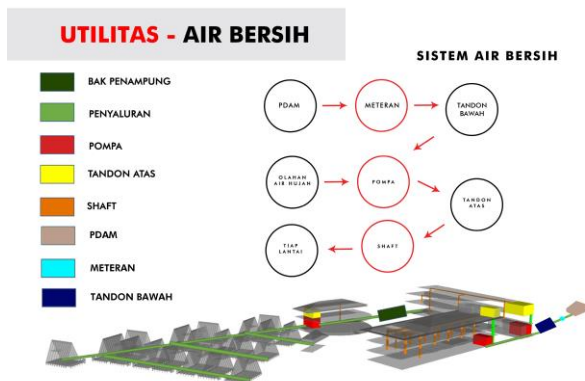 UTILITAS - AIR BERSIH
SISTEM AIR BERSIH
BAK PENAMPUNG
PENYALURAN
POMPA
TANDON ATAS
SHAFT
PDAM
METERAN
TANDON BAWAH
PDAM
METERAN
TANDON
BAWAH
OLAHAN
AIR HUJAH
POMPA
TANDON
ATAS
TIAP
LANTAI
SHAFT